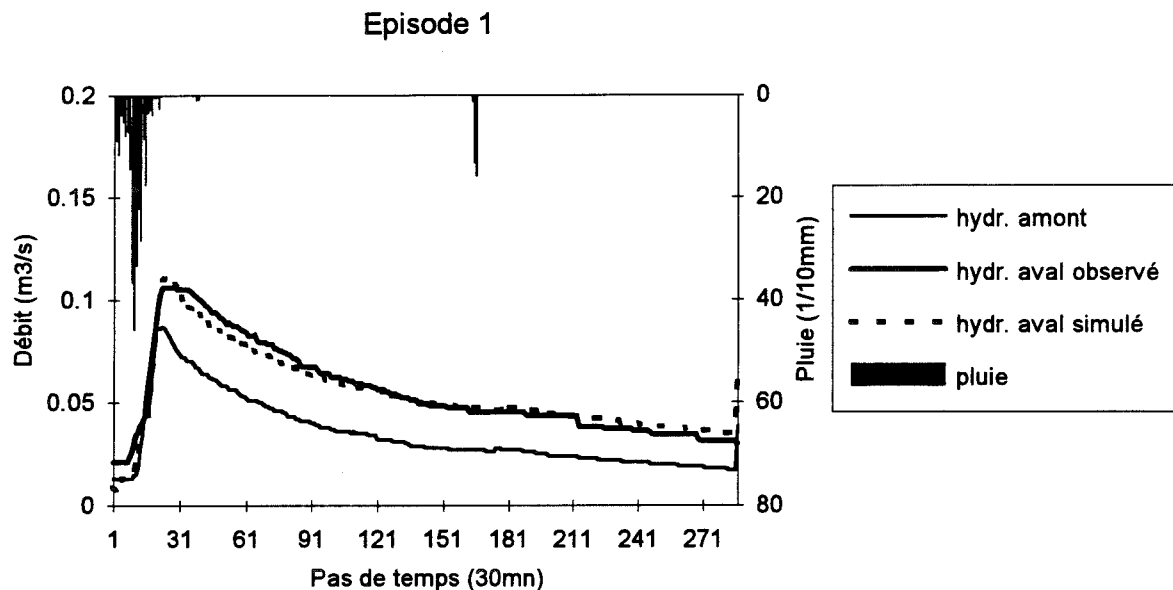 Episode 1
Débit (m3/s)
0.2
0.15
0.1
0.05
0
1 31 61 91 121 151 181 211 241 271
Pas de temps (30mn)
0
20
40
60
80
Pluie (1/10mm)
hydr. amont
hydr. aval observé
hydr. aval simulé
pluie